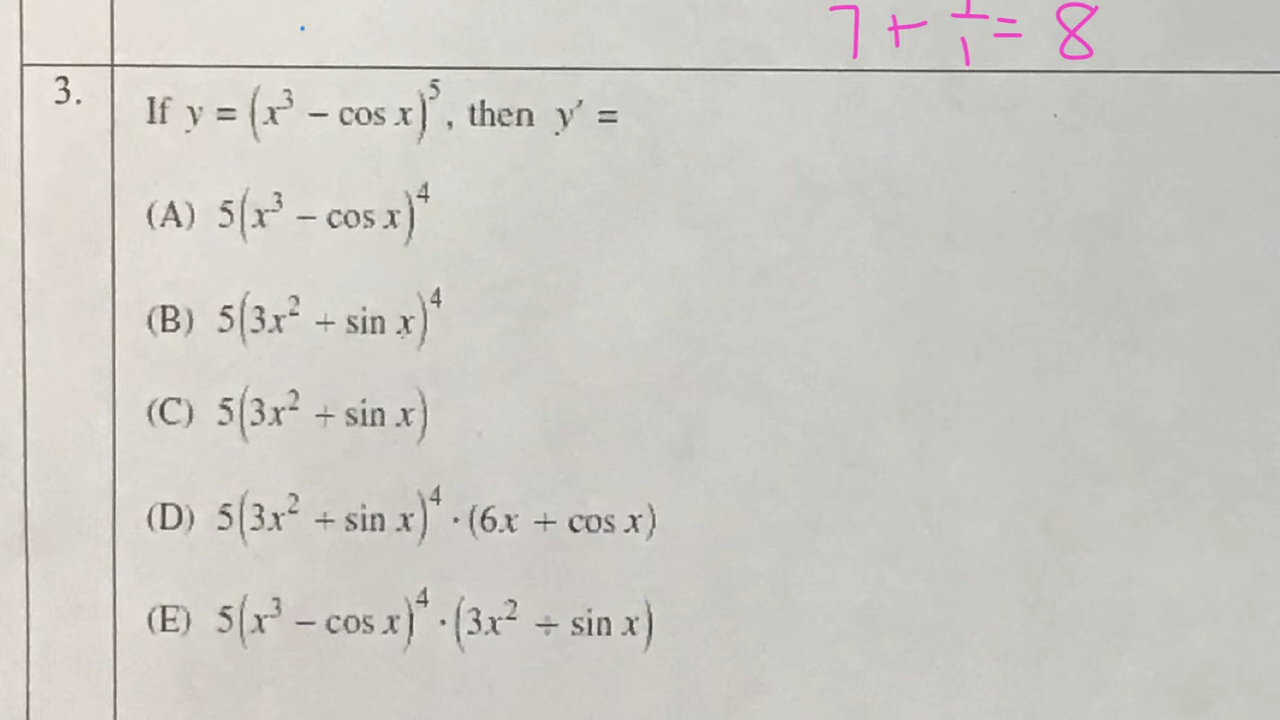 7 + 1/1 = 8
3.
If y = (x³ − cos x)⁵, then y′ =
(A) 5(x³ − cos x)⁴
(B) 5(3x² + sin x)⁴
(C) 5(3x² + sin x)
(D) 5(3x² + sin x)⁴ · (6x + cos x)
(E) 5(x³ − cos x)⁴ · (3x² + sin x)